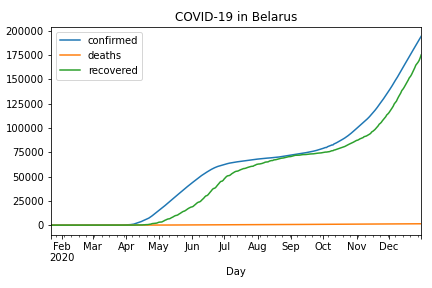 COVID-19 in Belarus
confirmed
deaths
recovered
200000
175000
150000
125000
100000
75000
50000
25000
0
Feb Mar Apr May Jun Jul Aug Sep Oct Nov Dec
2020
Day